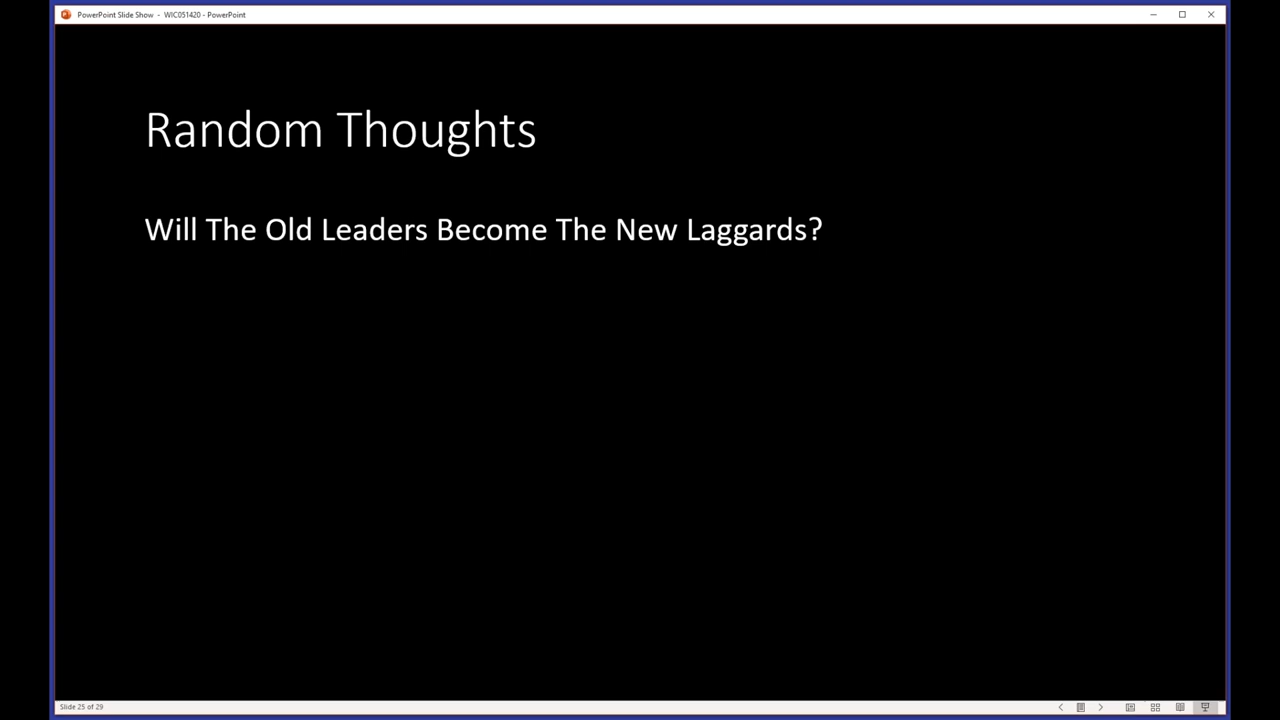 PowerPoint Slide Show - WIC051420 - PowerPoint
Random Thoughts
Will The Old Leaders Become The New Laggards?
Slide 25 of 29